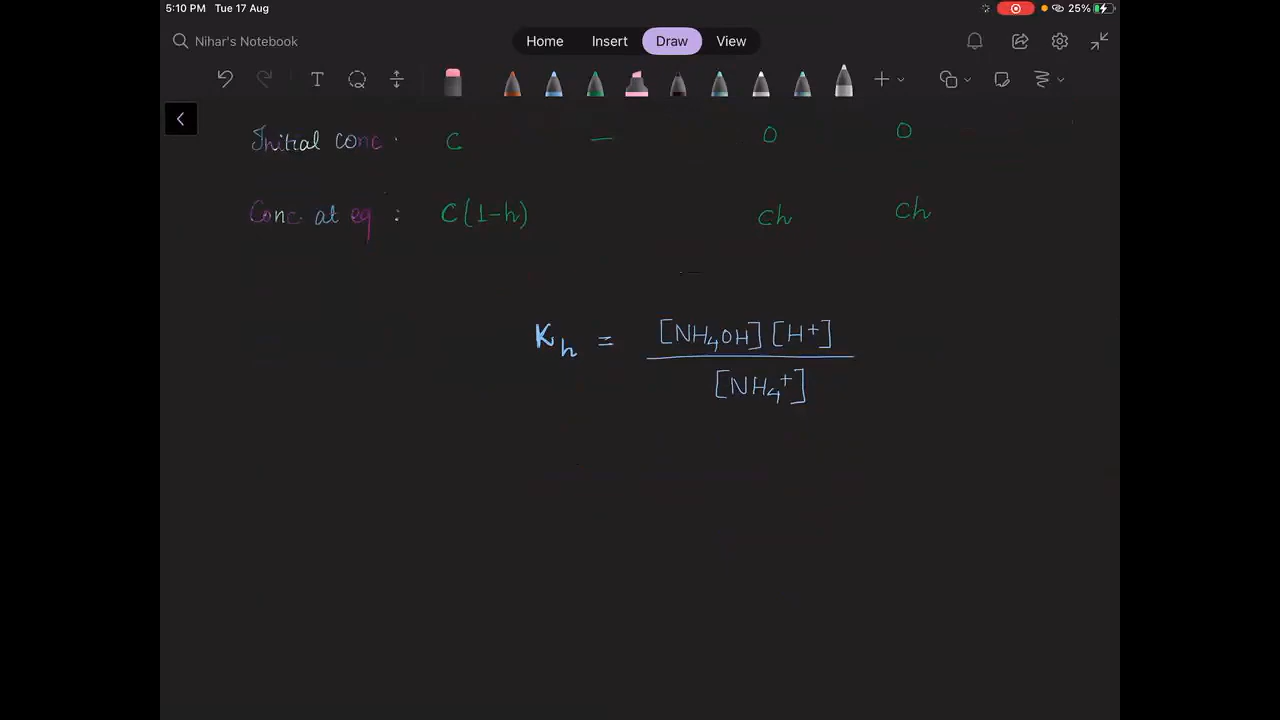 5:10 PM Tue 17 Aug 25%
Nihar's Notebook Home Insert Draw View
Initial conc : C — 0 0
Conc. at eq : C(1-h) Ch Ch
K_h = [NH₄OH][H⁺]
[NH₄⁺]